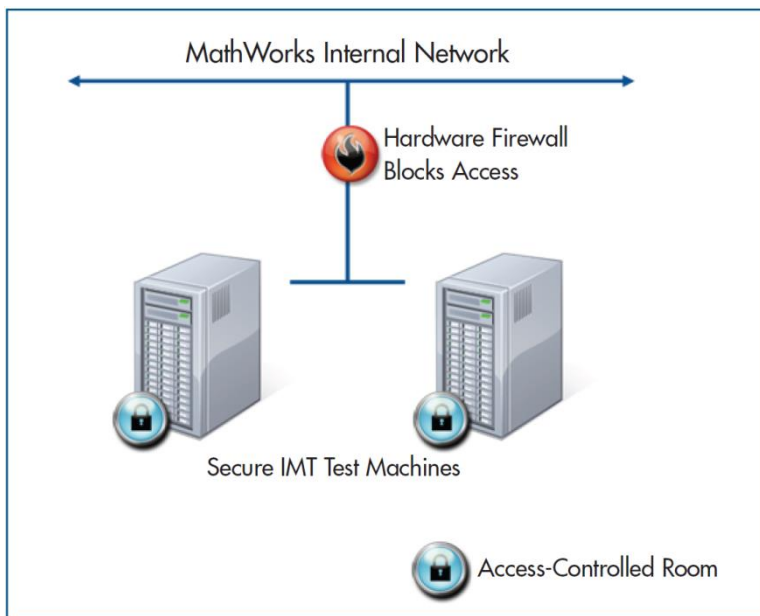 MathWorks Internal Network
Hardware Firewall
Blocks Access
Secure IMT Test Machines
Access-Controlled Room